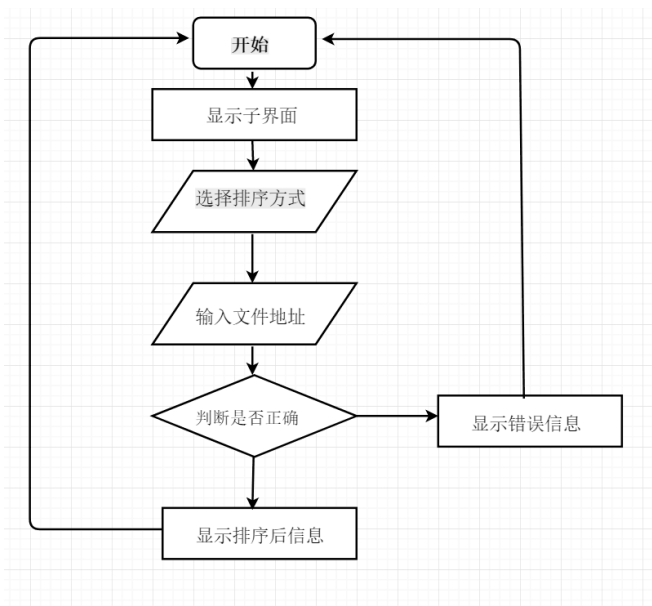 开始
显示子界面
选择排序方式
输入文件地址
判断是否正确
显示错误信息
显示排序后信息